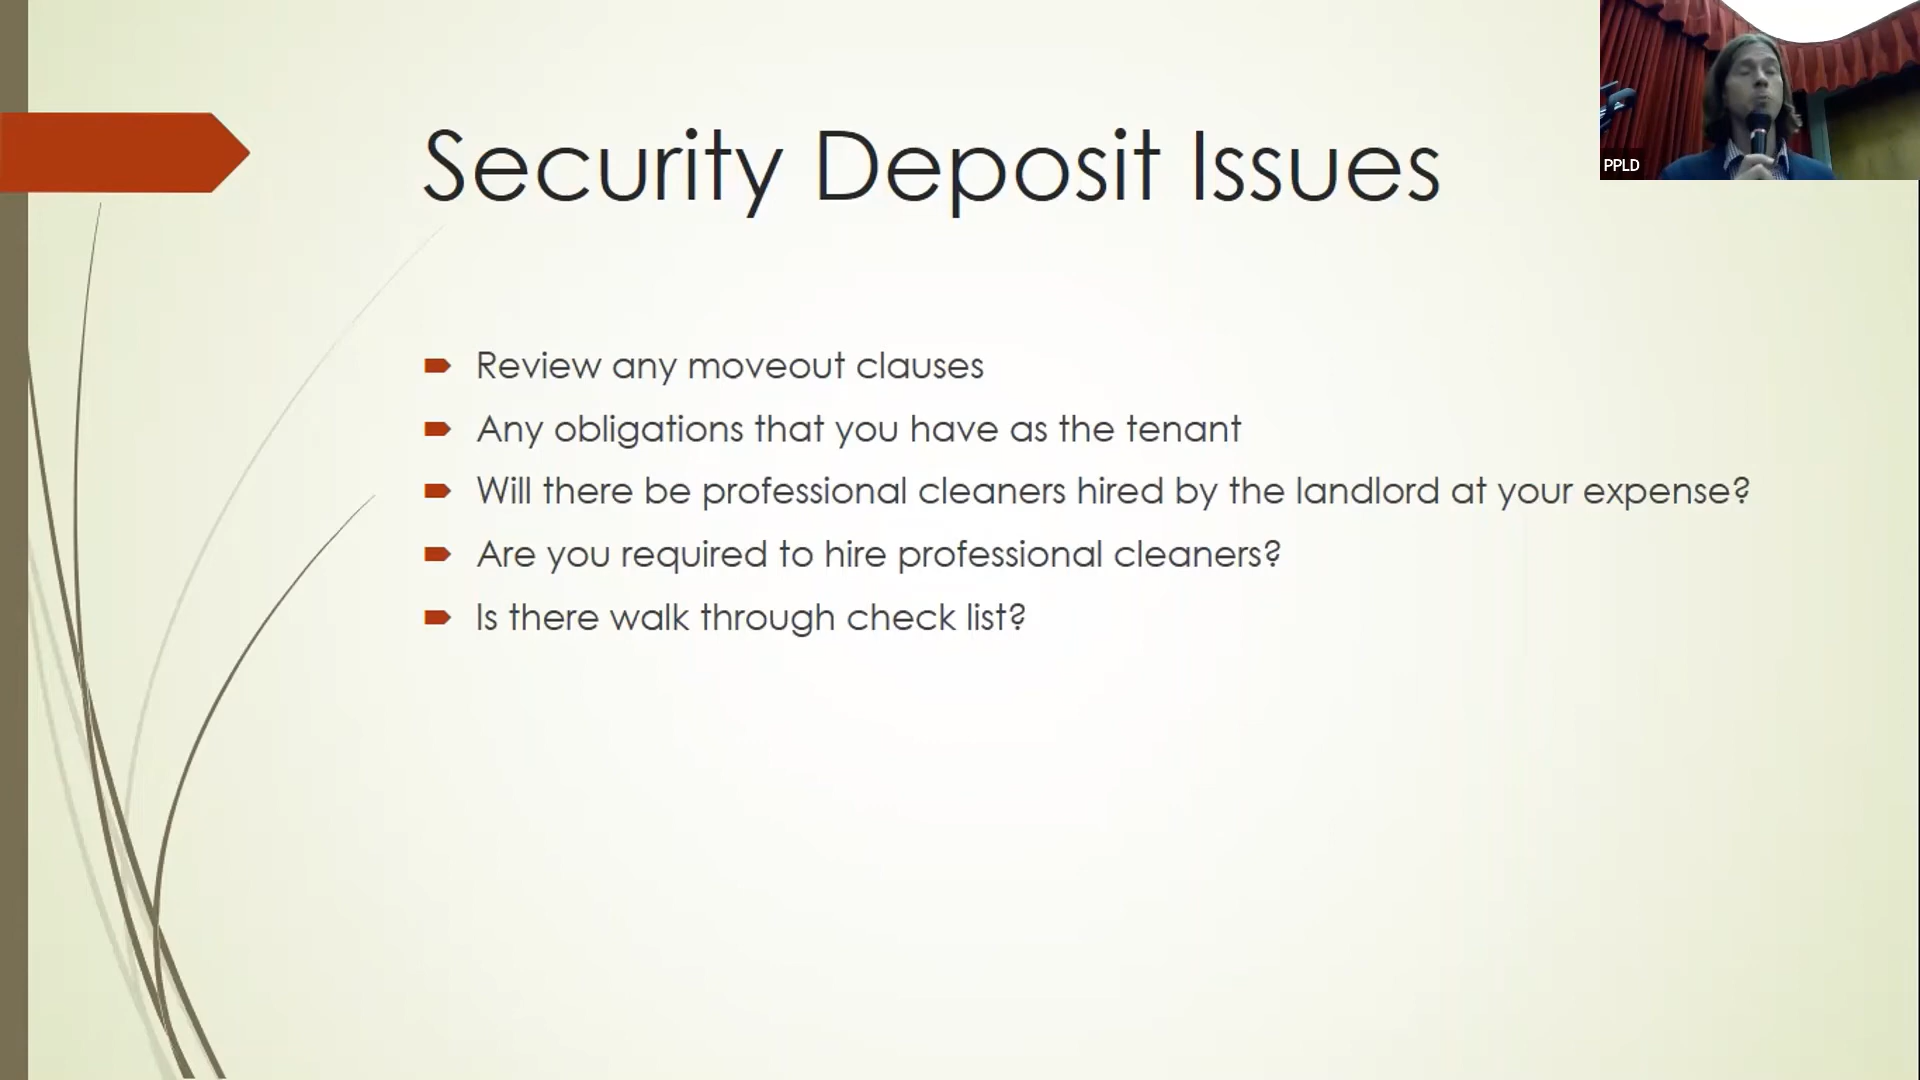 Security Deposit Issues
PPLD
Review any moveout clauses
Any obligations that you have as the tenant
Will there be professional cleaners hired by the landlord at your expense?
Are you required to hire professional cleaners?
Is there walk through check list?